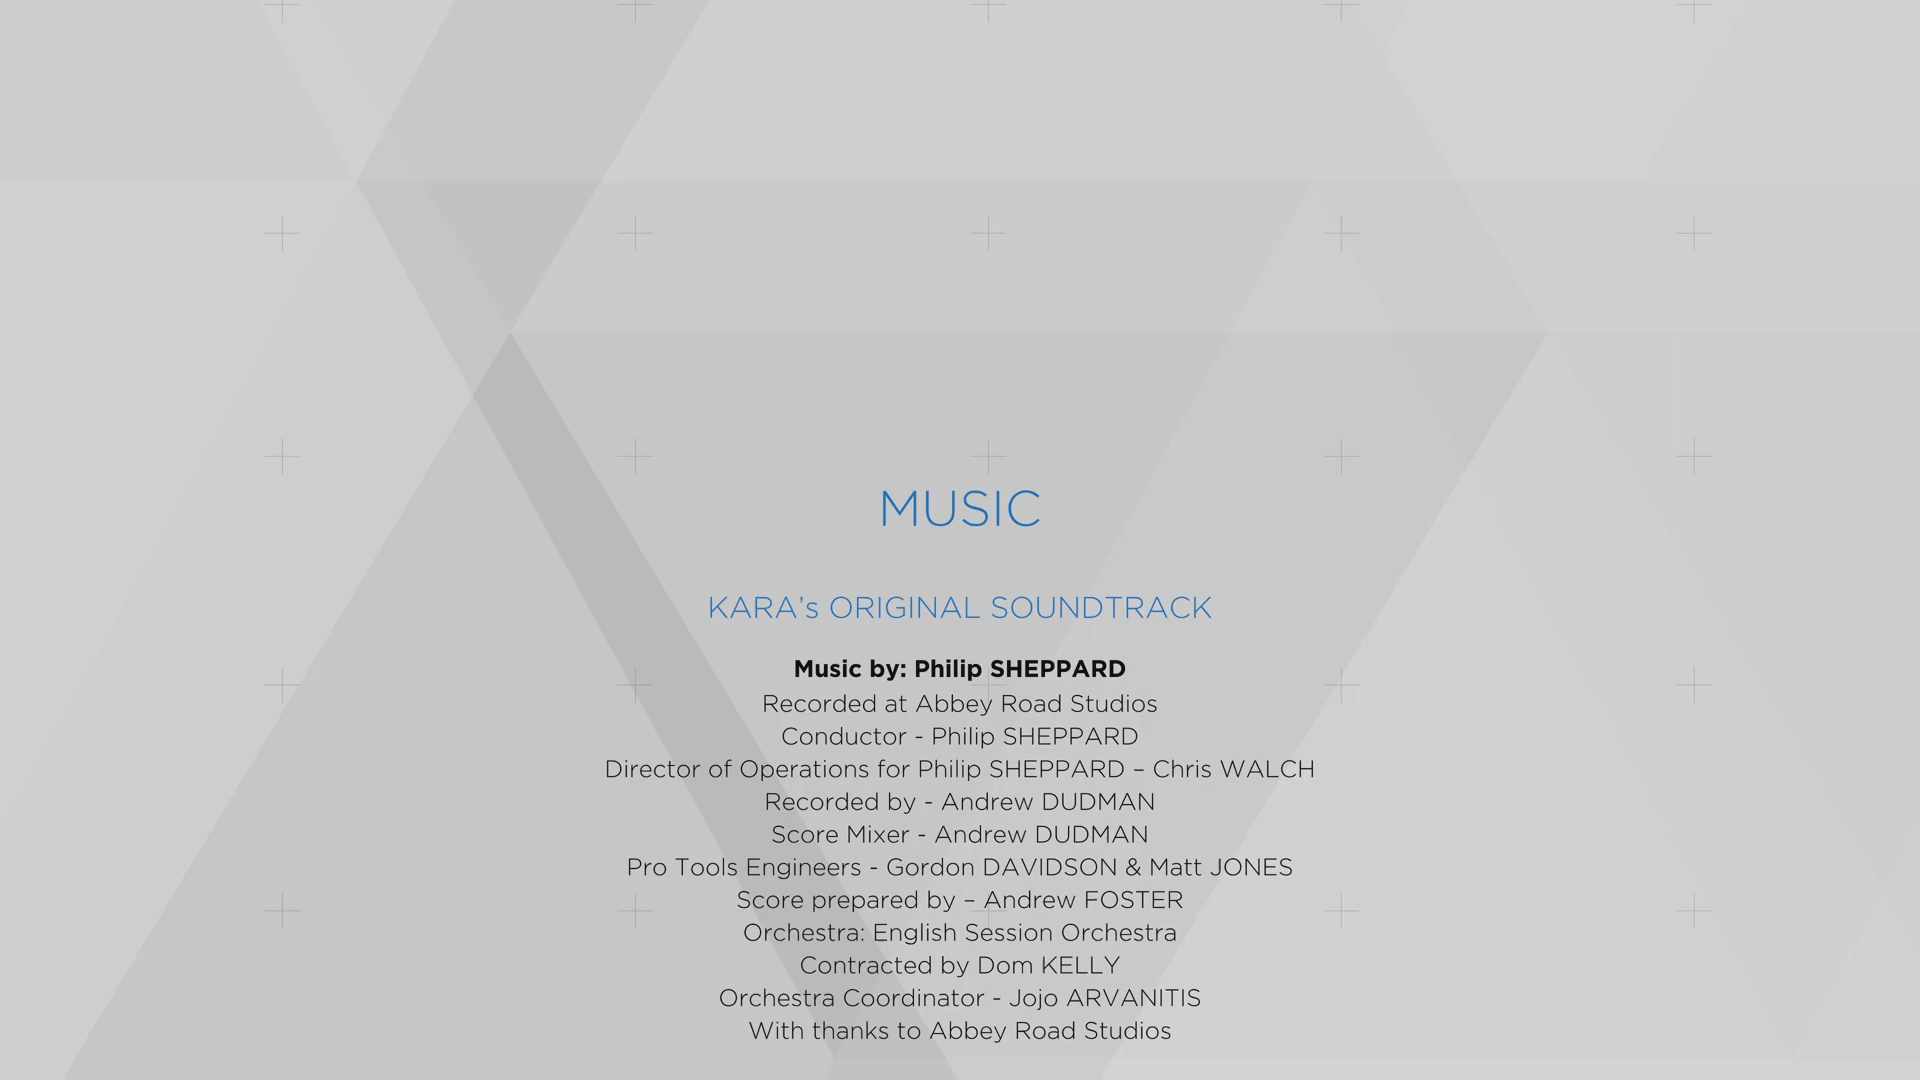 MUSIC
KARA’s ORIGINAL SOUNDTRACK
Music by: Philip SHEPPARD
Recorded at Abbey Road Studios
Conductor - Philip SHEPPARD
Director of Operations for Philip SHEPPARD – Chris WALCH
Recorded by - Andrew DUDMAN
Score Mixer - Andrew DUDMAN
Pro Tools Engineers - Gordon DAVIDSON & Matt JONES
Score prepared by – Andrew FOSTER
Orchestra: English Session Orchestra
Contracted by Dom KELLY
Orchestra Coordinator - Jojo ARVANITIS
With thanks to Abbey Road Studios